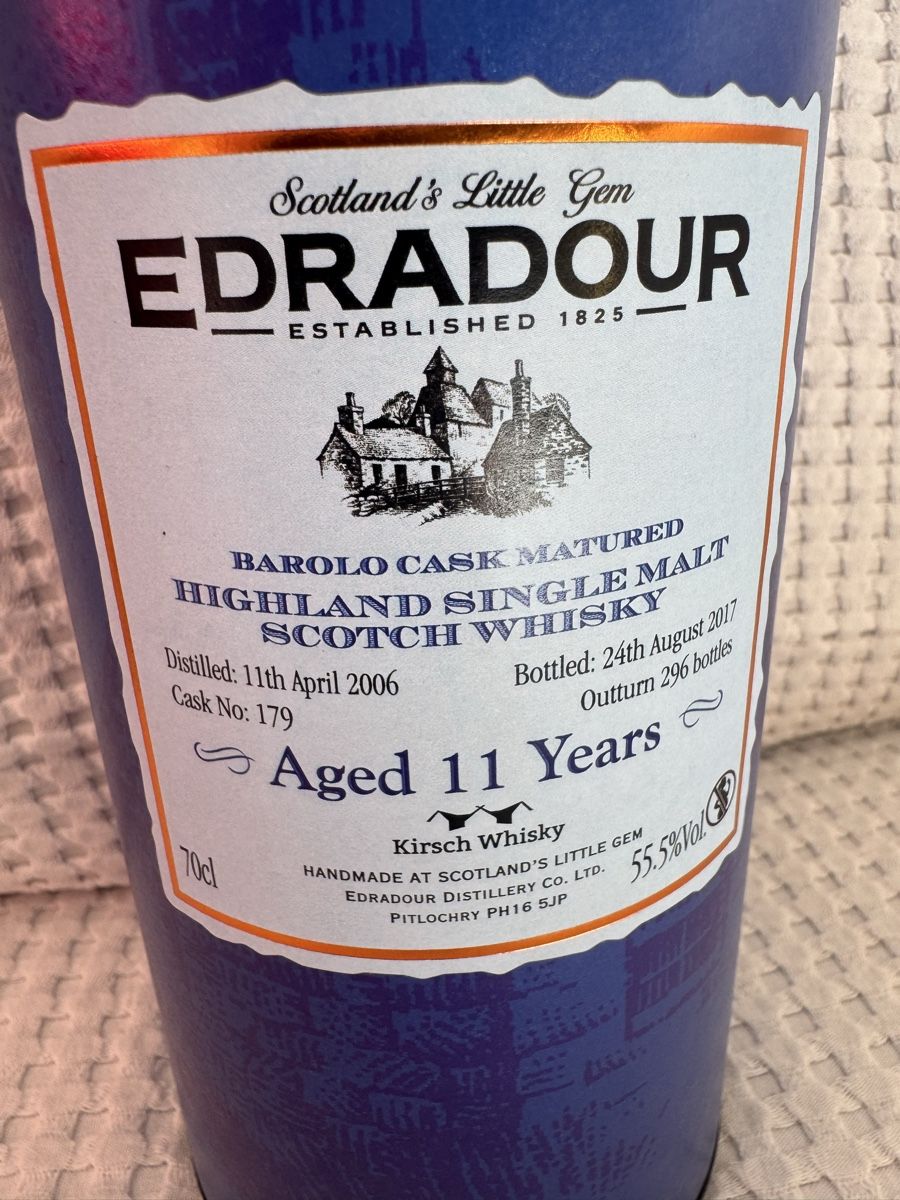 Scotland's Little Gem
EDRADOUR
ESTABLISHED 1825
BAROLO CASK MATURED
HIGHLAND SINGLE MALT
SCOTCH WHISKY
Distilled: 11th April 2006
Bottled: 24th August 2017
Cask No: 179
Outturn 296 bottles
Aged 11 Years
Kirsch Whisky
70cl
HANDMADE AT SCOTLAND'S LITTLE GEM
55.5%Vol.
EDRADOUR DISTILLERY CO. LTD.
PITLOCHRY PH16 5JP